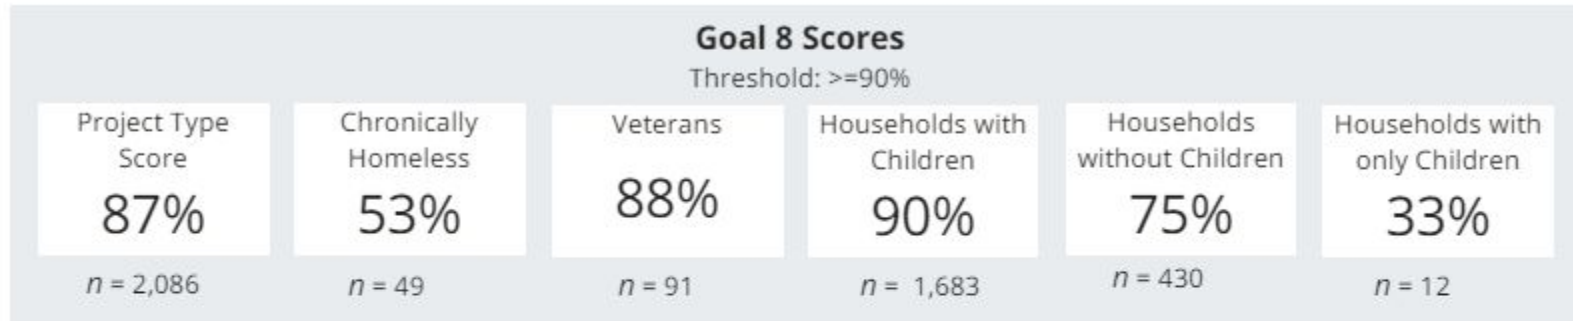 Goal 8 Scores
Threshold: >=90%
Project Type
Score
87%
n = 2,086
Chronically
Homeless
53%
n = 49
Veterans
88%
n = 91
Households with
Children
90%
n = 1,683
Households
without Children
75%
n = 430
Households with
only Children
33%
n = 12